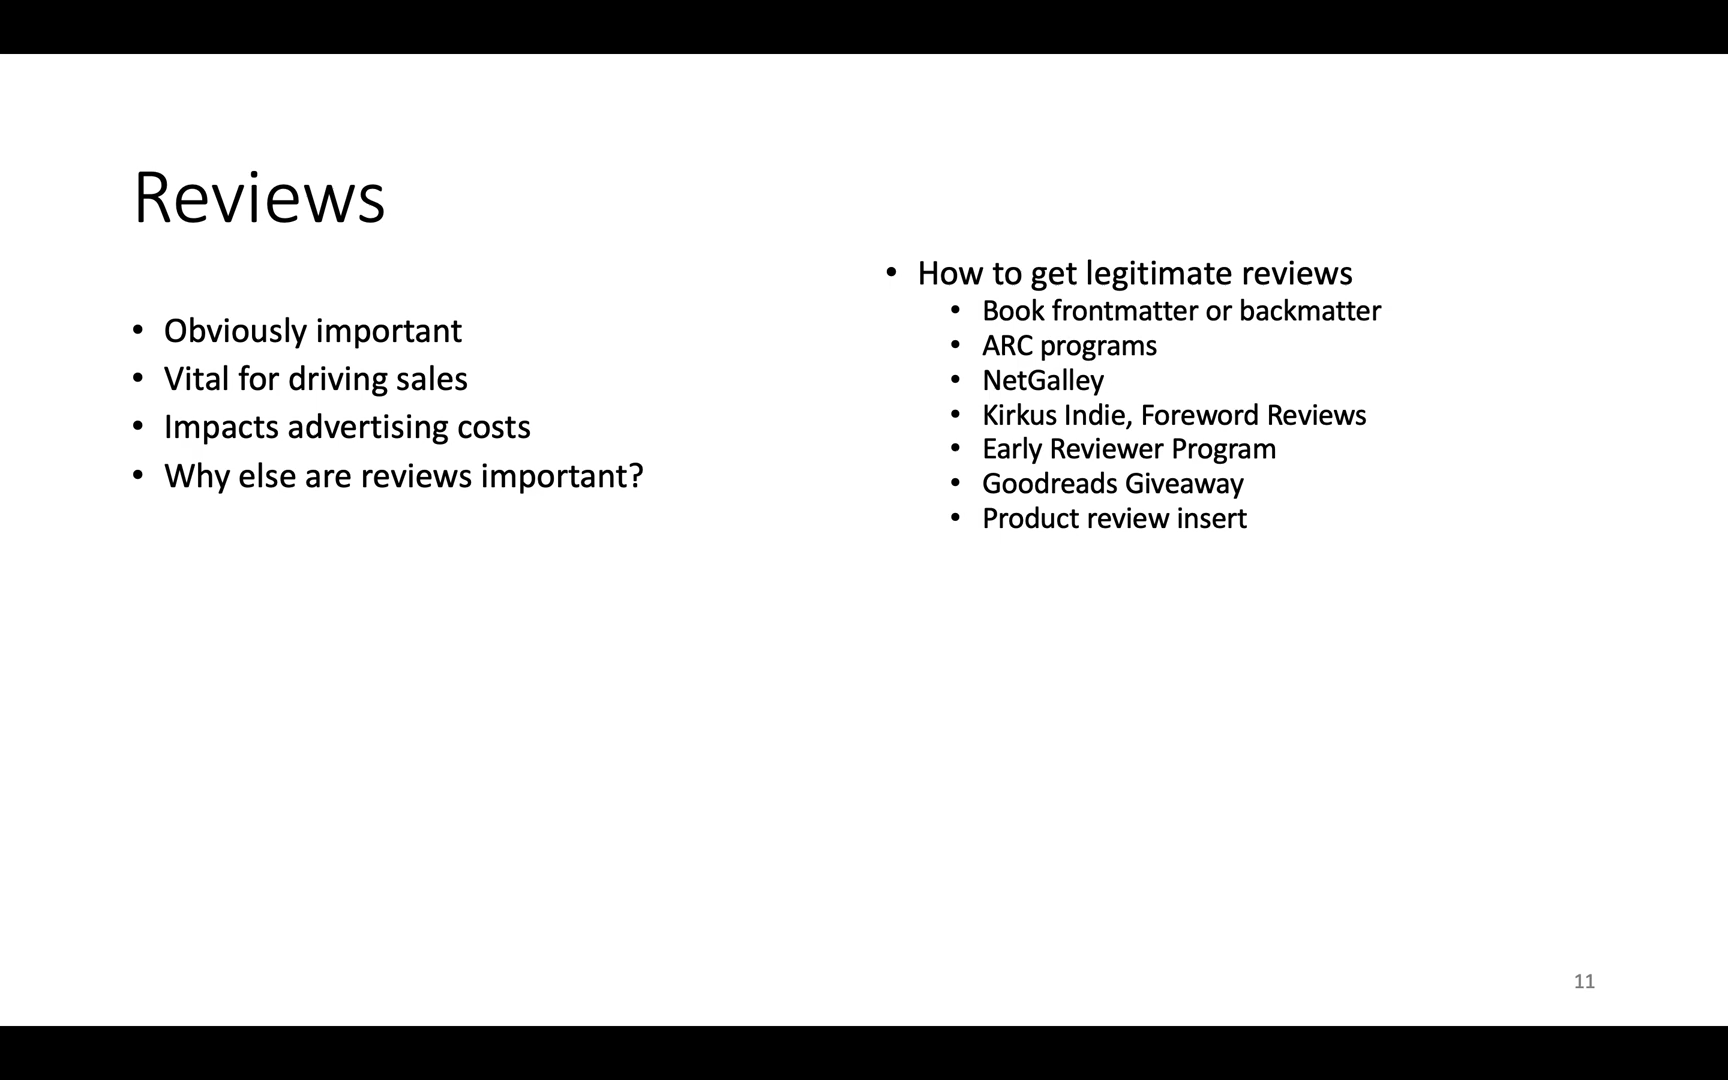 Reviews
• Obviously important
• Vital for driving sales
• Impacts advertising costs
• Why else are reviews important?
• How to get legitimate reviews
• Book frontmatter or backmatter
• ARC programs
• NetGalley
• Kirkus Indie, Foreword Reviews
• Early Reviewer Program
• Goodreads Giveaway
• Product review insert
11